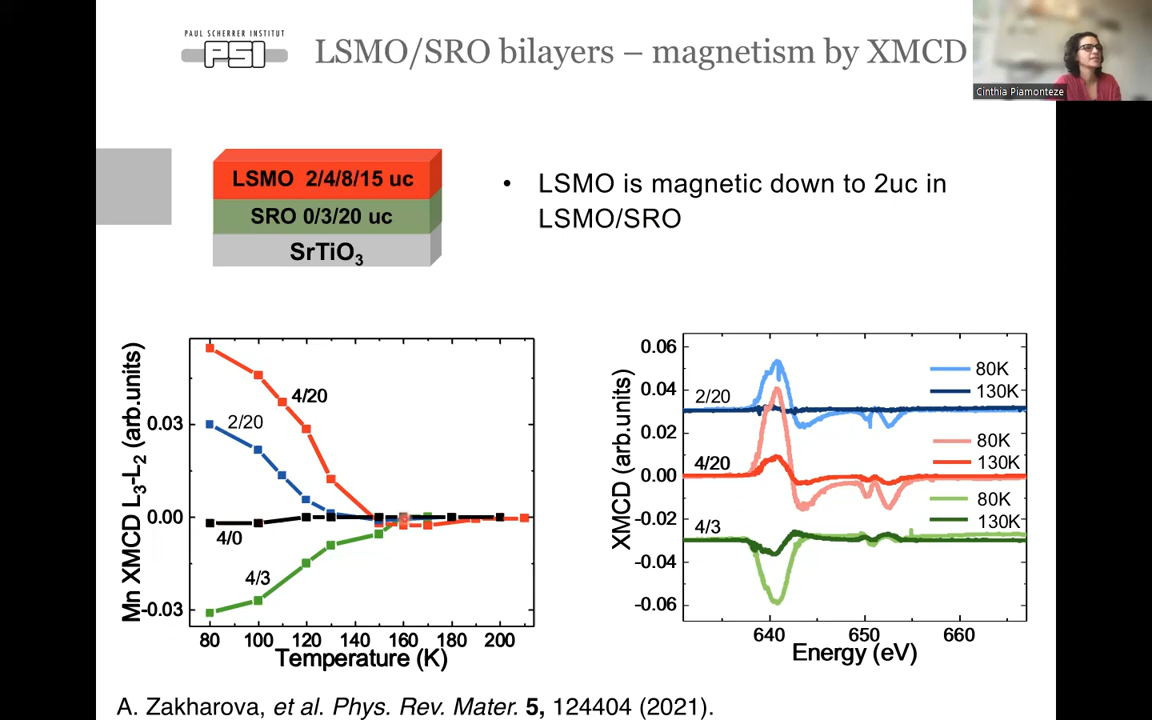 PAUL SCHERRER INSTITUT
PSI
LSMO/SRO bilayers – magnetism by XMCD
Cinthia Piamonteze
LSMO 2/4/8/15 uc
SRO 0/3/20 uc
SrTiO3
• LSMO is magnetic down to 2uc in
LSMO/SRO
Mn XMCD L3-L2 (arb.units)
0.03
0.00
-0.03
4/20
2/20
4/0
4/3
80 100 120 140 160 180 200
Temperature (K)
XMCD (arb.units)
0.06
0.04
0.02
0.00
-0.02
-0.04
-0.06
2/20
80K
130K
4/20
80K
130K
4/3
80K
130K
640 650 660
Energy (eV)
A. Zakharova, et al. Phys. Rev. Mater. 5, 124404 (2021).